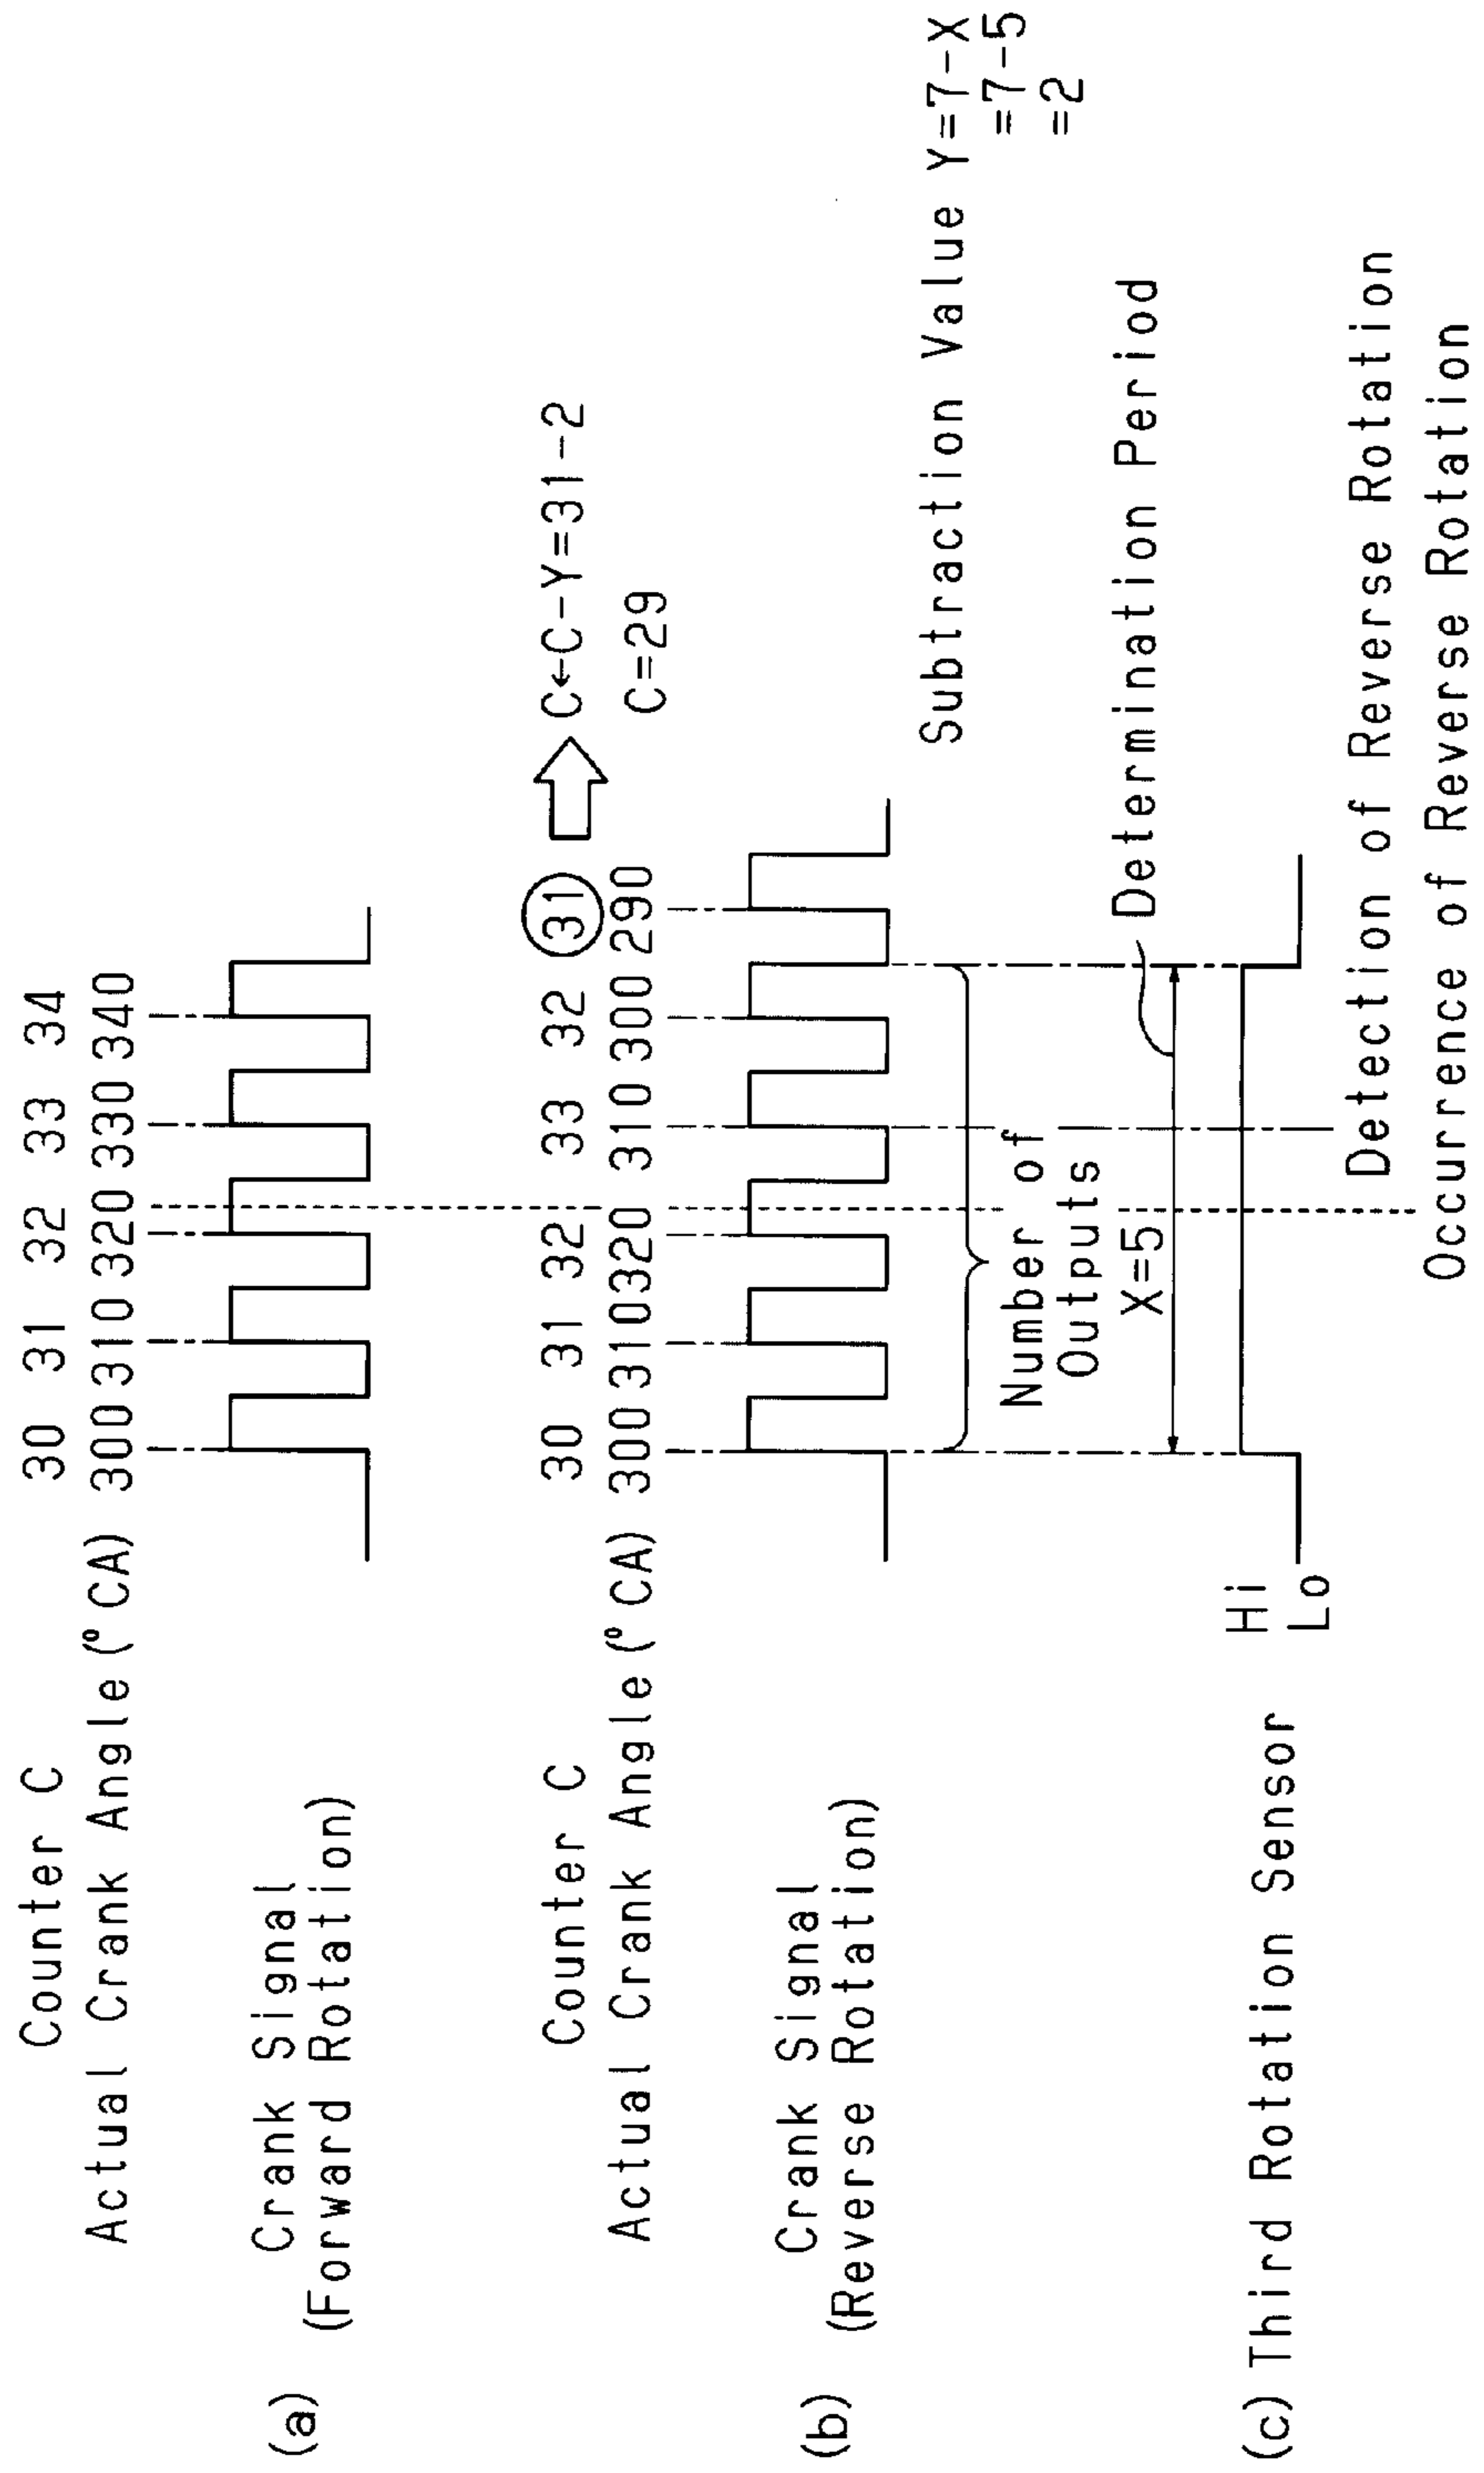 Counter C 30 31 32 33 34
Actual Crank Angle (°CA) 300 310 320 330 340
(a) Crank Signal
(Forward Rotation)
Counter C 30 31 32 33 32 31 C←C-Y=31-2
Actual Crank Angle (°CA) 300 310 320 310 300 290 C=29
(b) Crank Signal
(Reverse Rotation)
Subtraction Value Y=7-X
=7-5
=2
Number of
Outputs
X=5
Determination Period
(c) Third Rotation Sensor Hi
Lo
Detection of Reverse Rotation
Occurrence of Reverse Rotation